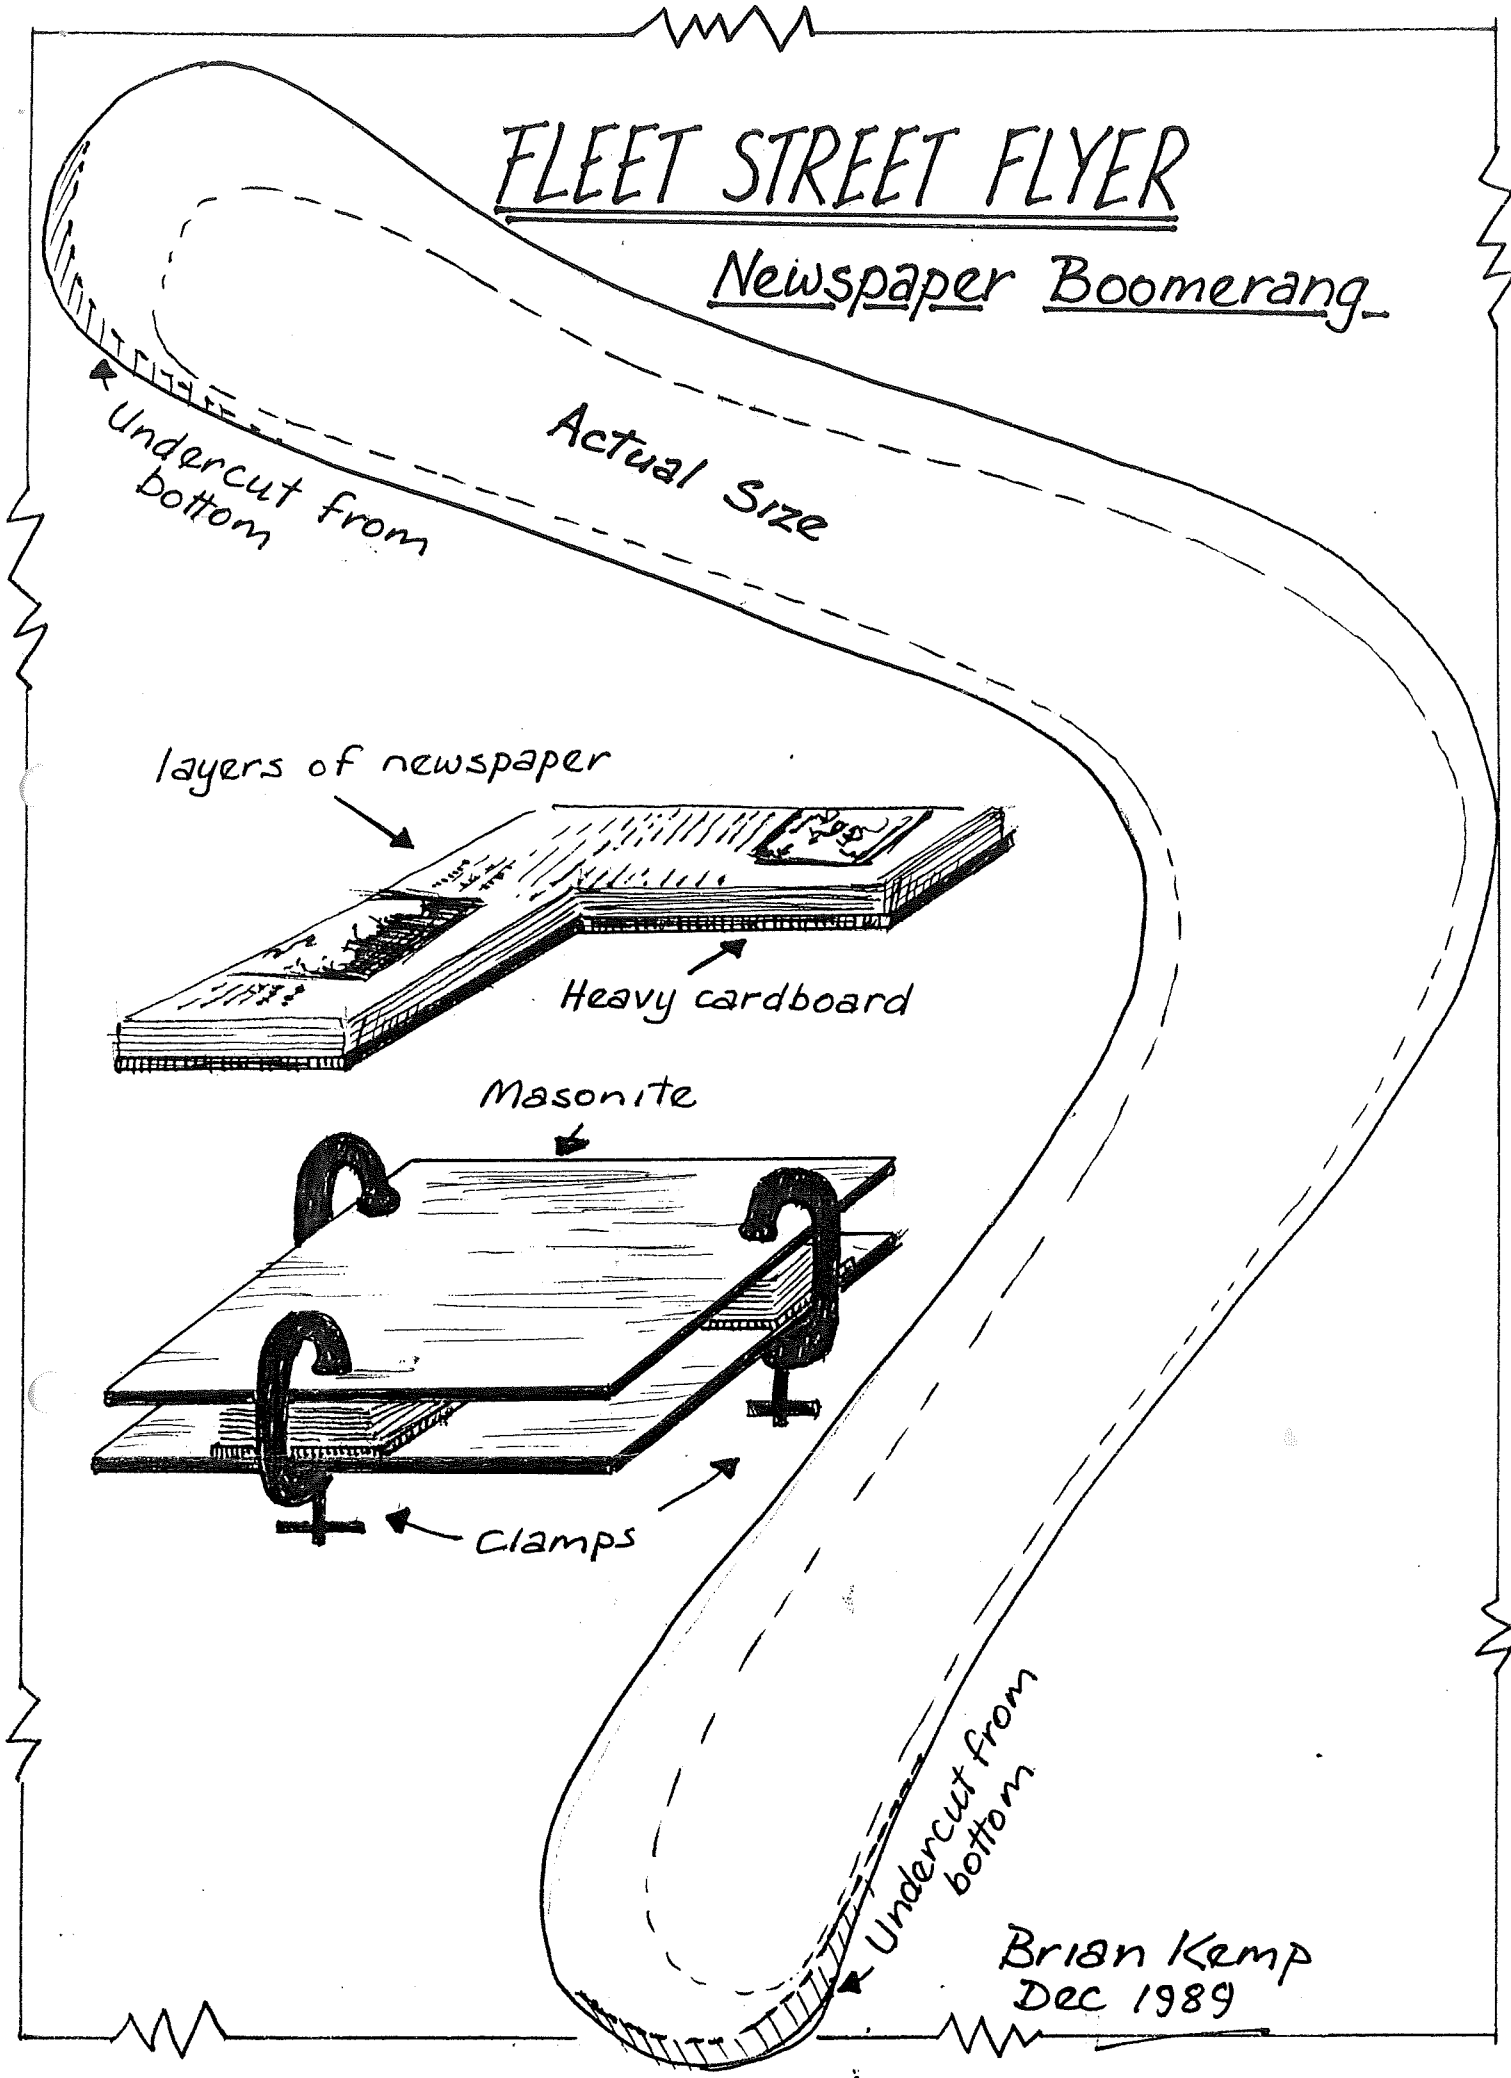 FLEET STREET FLYER
Newspaper Boomerang
Actual Size
Undercut from
bottom
layers of newspaper
Heavy cardboard
Masonite
Clamps
Undercut from
bottom
Brian Kemp
Dec 1989